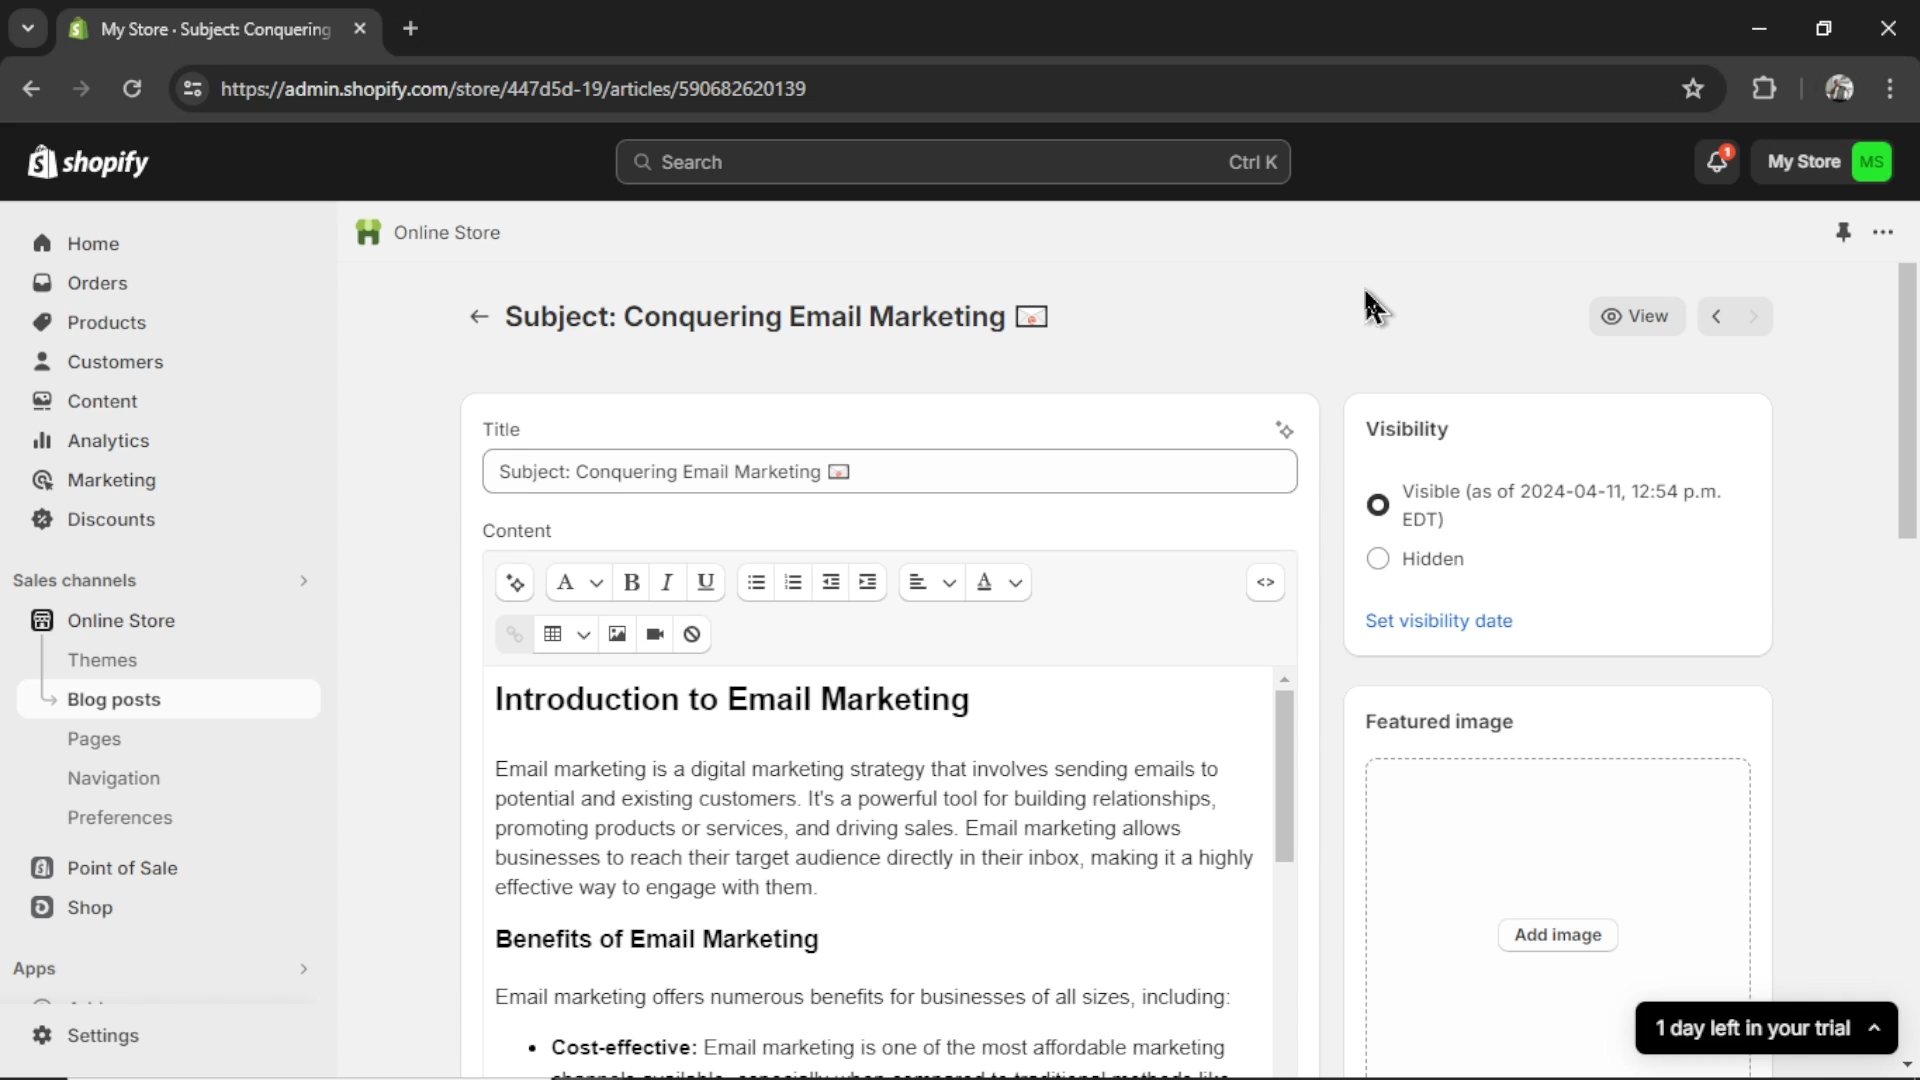 My Store · Subject: Conquering
https://admin.shopify.com/store/447d5d-19/articles/590682620139
shopify
Search
Ctrl K
1
My Store
MS
Home
Orders
Products
Customers
Content
Analytics
Marketing
Discounts
Sales channels
Online Store
Themes
Blog posts
Pages
Navigation
Preferences
Point of Sale
Shop
Apps
Settings
Online Store
Subject: Conquering Email Marketing 💌
View
Title
Subject: Conquering Email Marketing 💌
Content
A
B
I
U
A
<>
Introduction to Email Marketing
Email marketing is a digital marketing strategy that involves sending emails to
potential and existing customers. It's a powerful tool for building relationships,
promoting products or services, and driving sales. Email marketing allows
businesses to reach their target audience directly in their inbox, making it a highly
effective way to engage with them.
Benefits of Email Marketing
Email marketing offers numerous benefits for businesses of all sizes, including:
• Cost-effective: Email marketing is one of the most affordable marketing
Visibility
Visible (as of 2024-04-11, 12:54 p.m.
EDT)
Hidden
Set visibility date
Featured image
Add image
1 day left in your trial